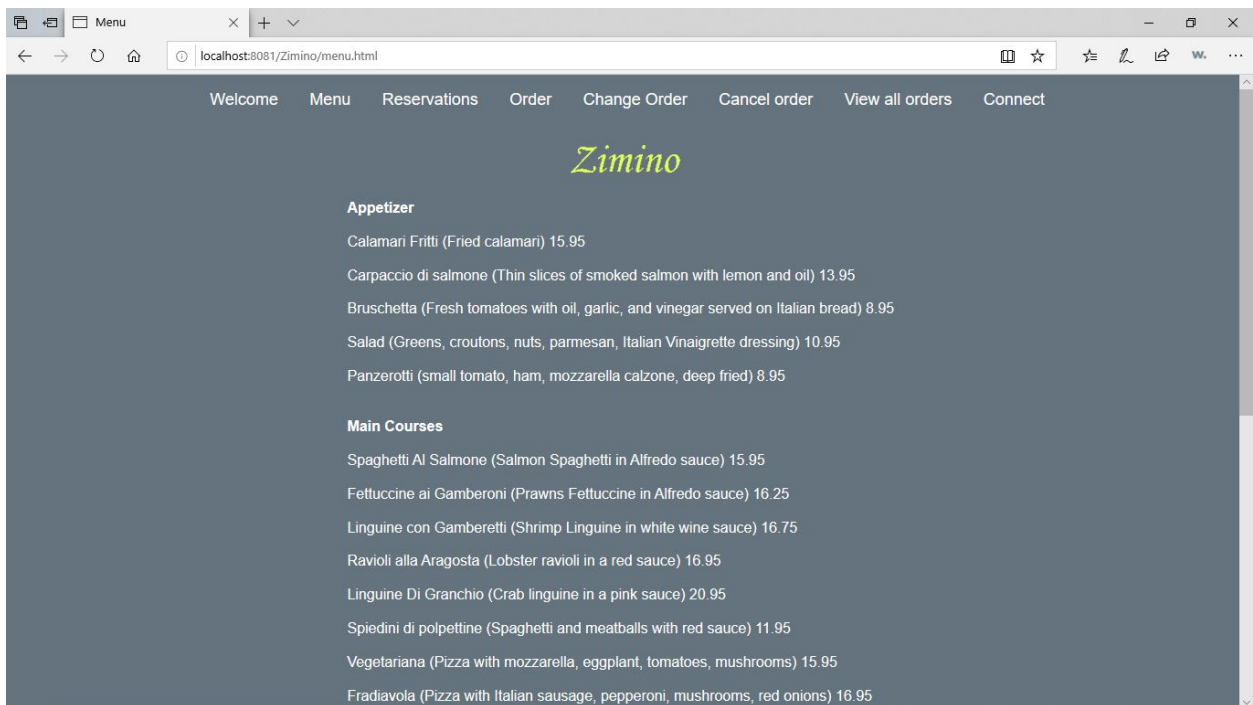 Menu
localhost:8081/Zimino/menu.html
W.
Welcome Menu Reservations Order Change Order Cancel order View all orders Connect
Zimino
Appetizer
Calamari Fritti (Fried calamari) 15.95
Carpaccio di salmone (Thin slices of smoked salmon with lemon and oil) 13.95
Bruschetta (Fresh tomatoes with oil, garlic, and vinegar served on Italian bread) 8.95
Salad (Greens, croutons, nuts, parmesan, Italian Vinaigrette dressing) 10.95
Panzerotti (small tomato, ham, mozzarella calzone, deep fried) 8.95
Main Courses
Spaghetti Al Salmone (Salmon Spaghetti in Alfredo sauce) 15.95
Fettuccine ai Gamberoni (Prawns Fettuccine in Alfredo sauce) 16.25
Linguine con Gamberetti (Shrimp Linguine in white wine sauce) 16.75
Ravioli alla Aragosta (Lobster ravioli in a red sauce) 16.95
Linguine Di Granchio (Crab linguine in a pink sauce) 20.95
Spiedini di polpettine (Spaghetti and meatballs with red sauce) 11.95
Vegetariana (Pizza with mozzarella, eggplant, tomatoes, mushrooms) 15.95
Fradiavola (Pizza with Italian sausage, pepperoni, mushrooms, red onions) 16.95